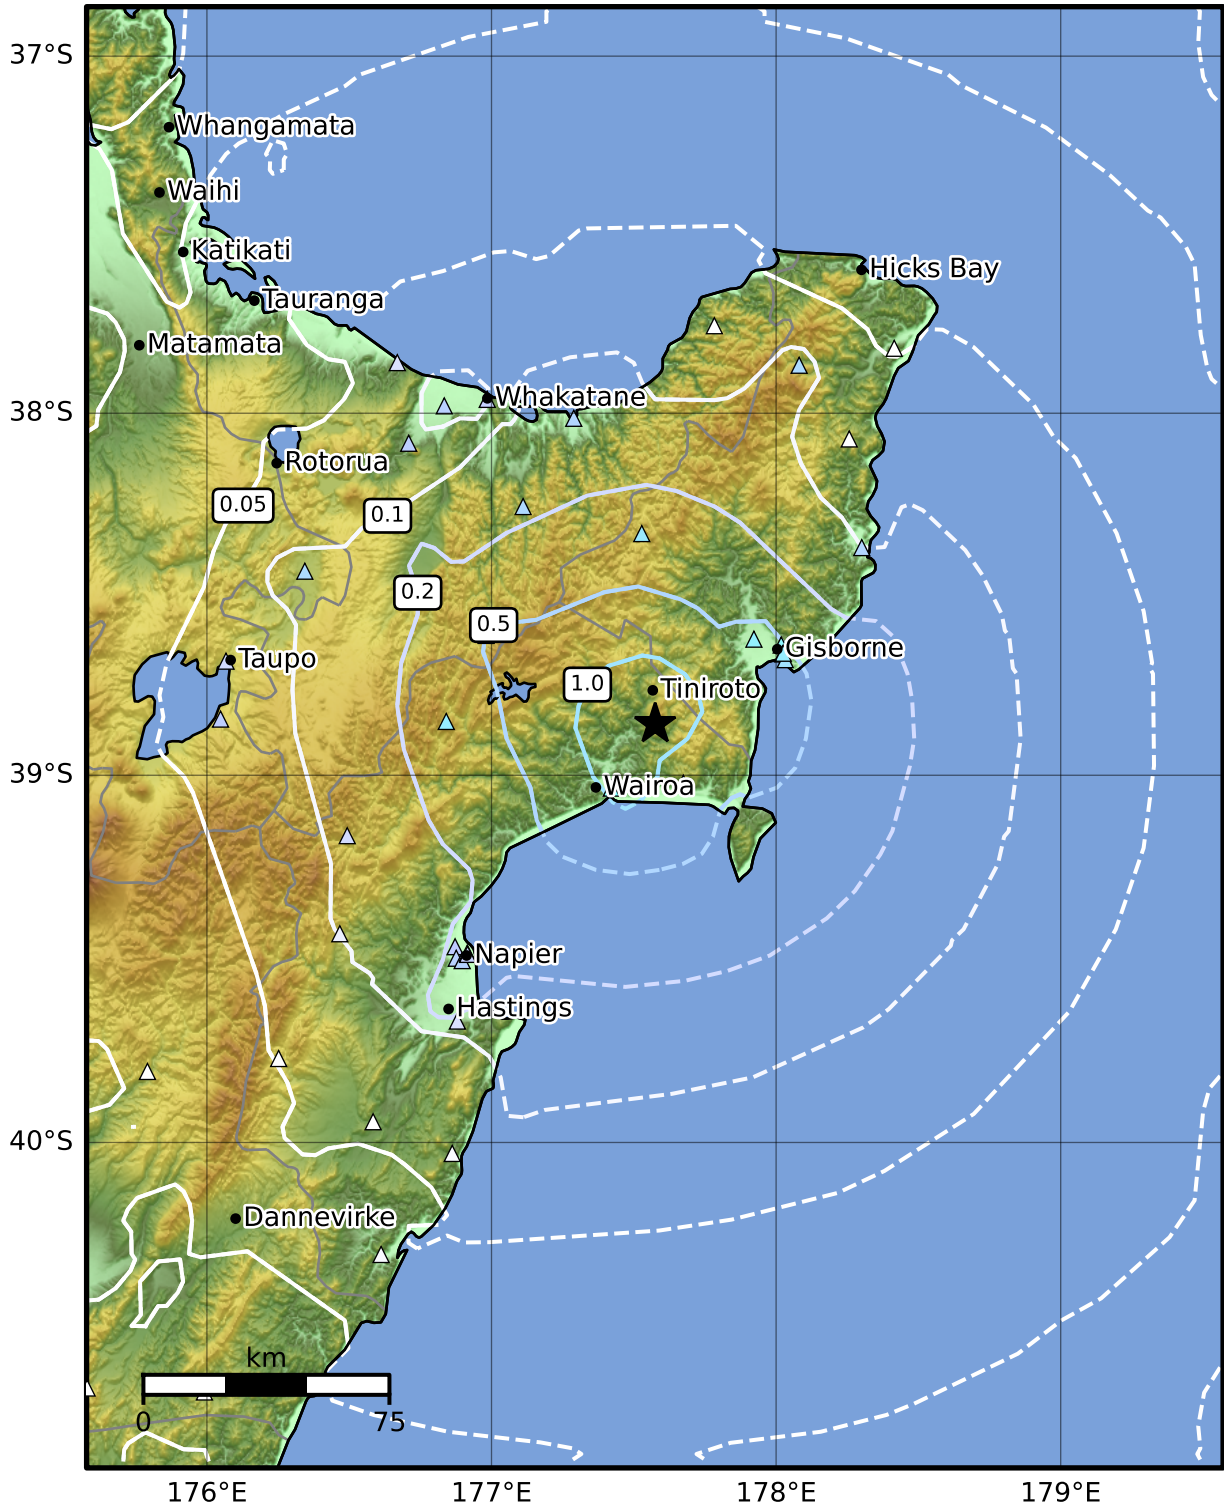 37°S
Whangamata
Waihi
Katikati
Hicks Bay
Tauranga
Matamata
Whakatane
38°S
Rotorua
0.05
0.1
0.2
0.5
Gisborne
Taupo
1.0
Tiniroto
39°S
Wairoa
Napier
Hastings
40°S
Dannevirke
km
0
75
176°E
177°E
178°E
179°E